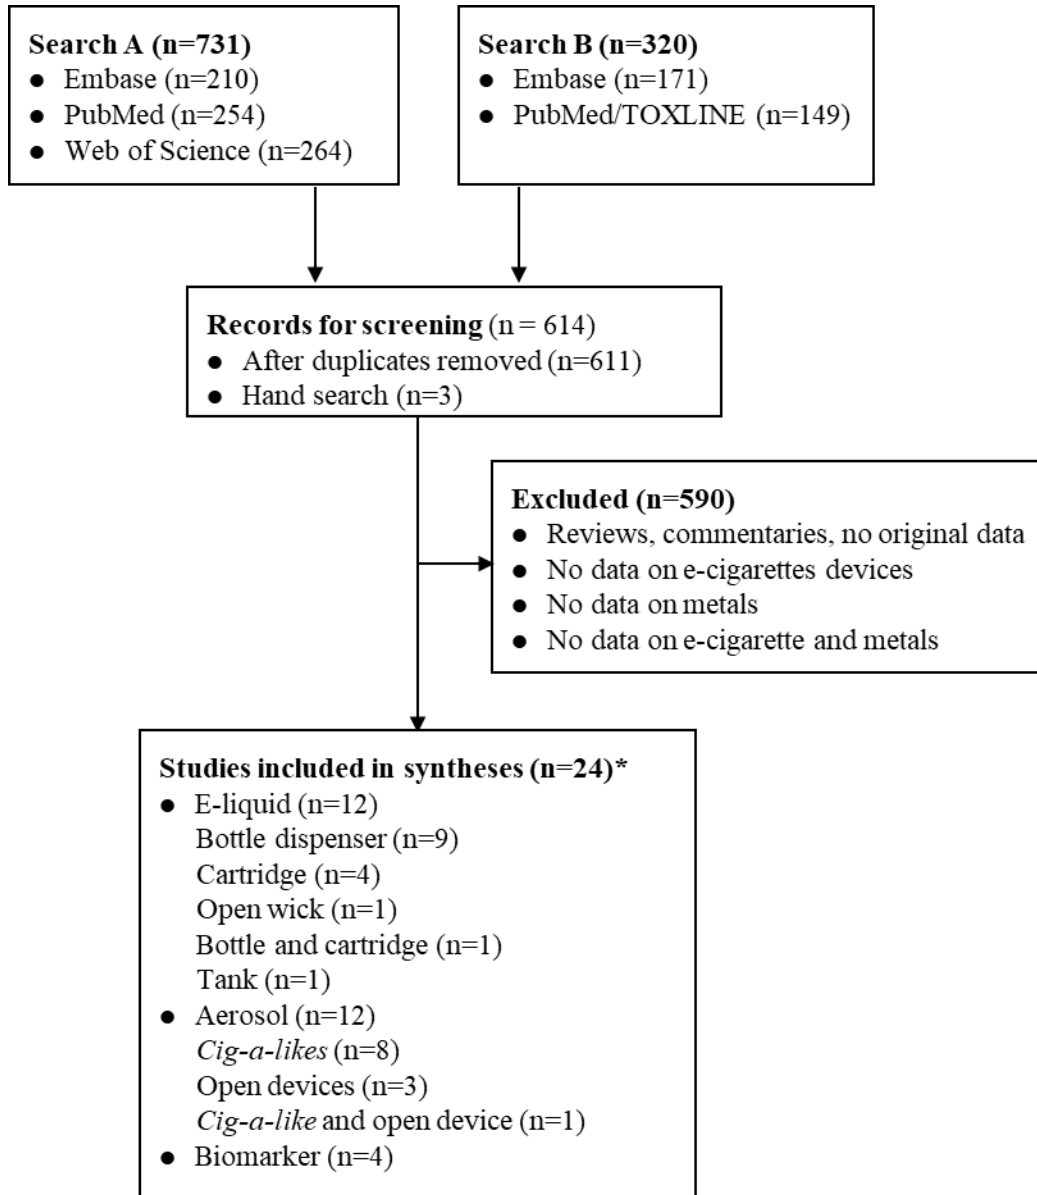 Search A (n=731)
● Embase (n=210)
● PubMed (n=254)
● Web of Science (n=264)
Search B (n=320)
● Embase (n=171)
● PubMed/TOXLINE (n=149)
Records for screening (n = 614)
● After duplicates removed (n=611)
● Hand search (n=3)
Excluded (n=590)
● Reviews, commentaries, no original data
● No data on e-cigarettes devices
● No data on metals
● No data on e-cigarette and metals
Studies included in syntheses (n=24)*
● E-liquid (n=12)
Bottle dispenser (n=9)
Cartridge (n=4)
Open wick (n=1)
Bottle and cartridge (n=1)
Tank (n=1)
● Aerosol (n=12)
Cig-a-likes (n=8)
Open devices (n=3)
Cig-a-like and open device (n=1)
● Biomarker (n=4)